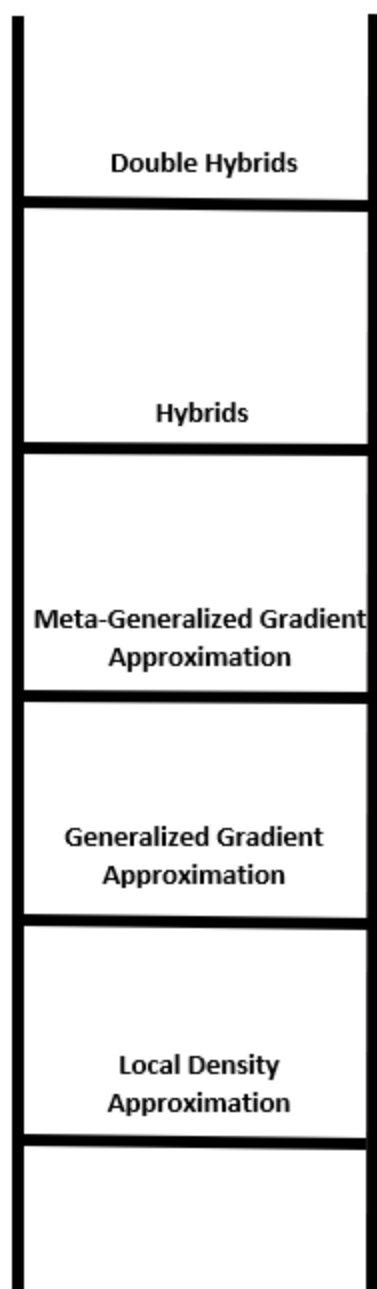 Double Hybrids
Hybrids
Meta-Generalized Gradient
Approximation
Generalized Gradient
Approximation
Local Density
Approximation